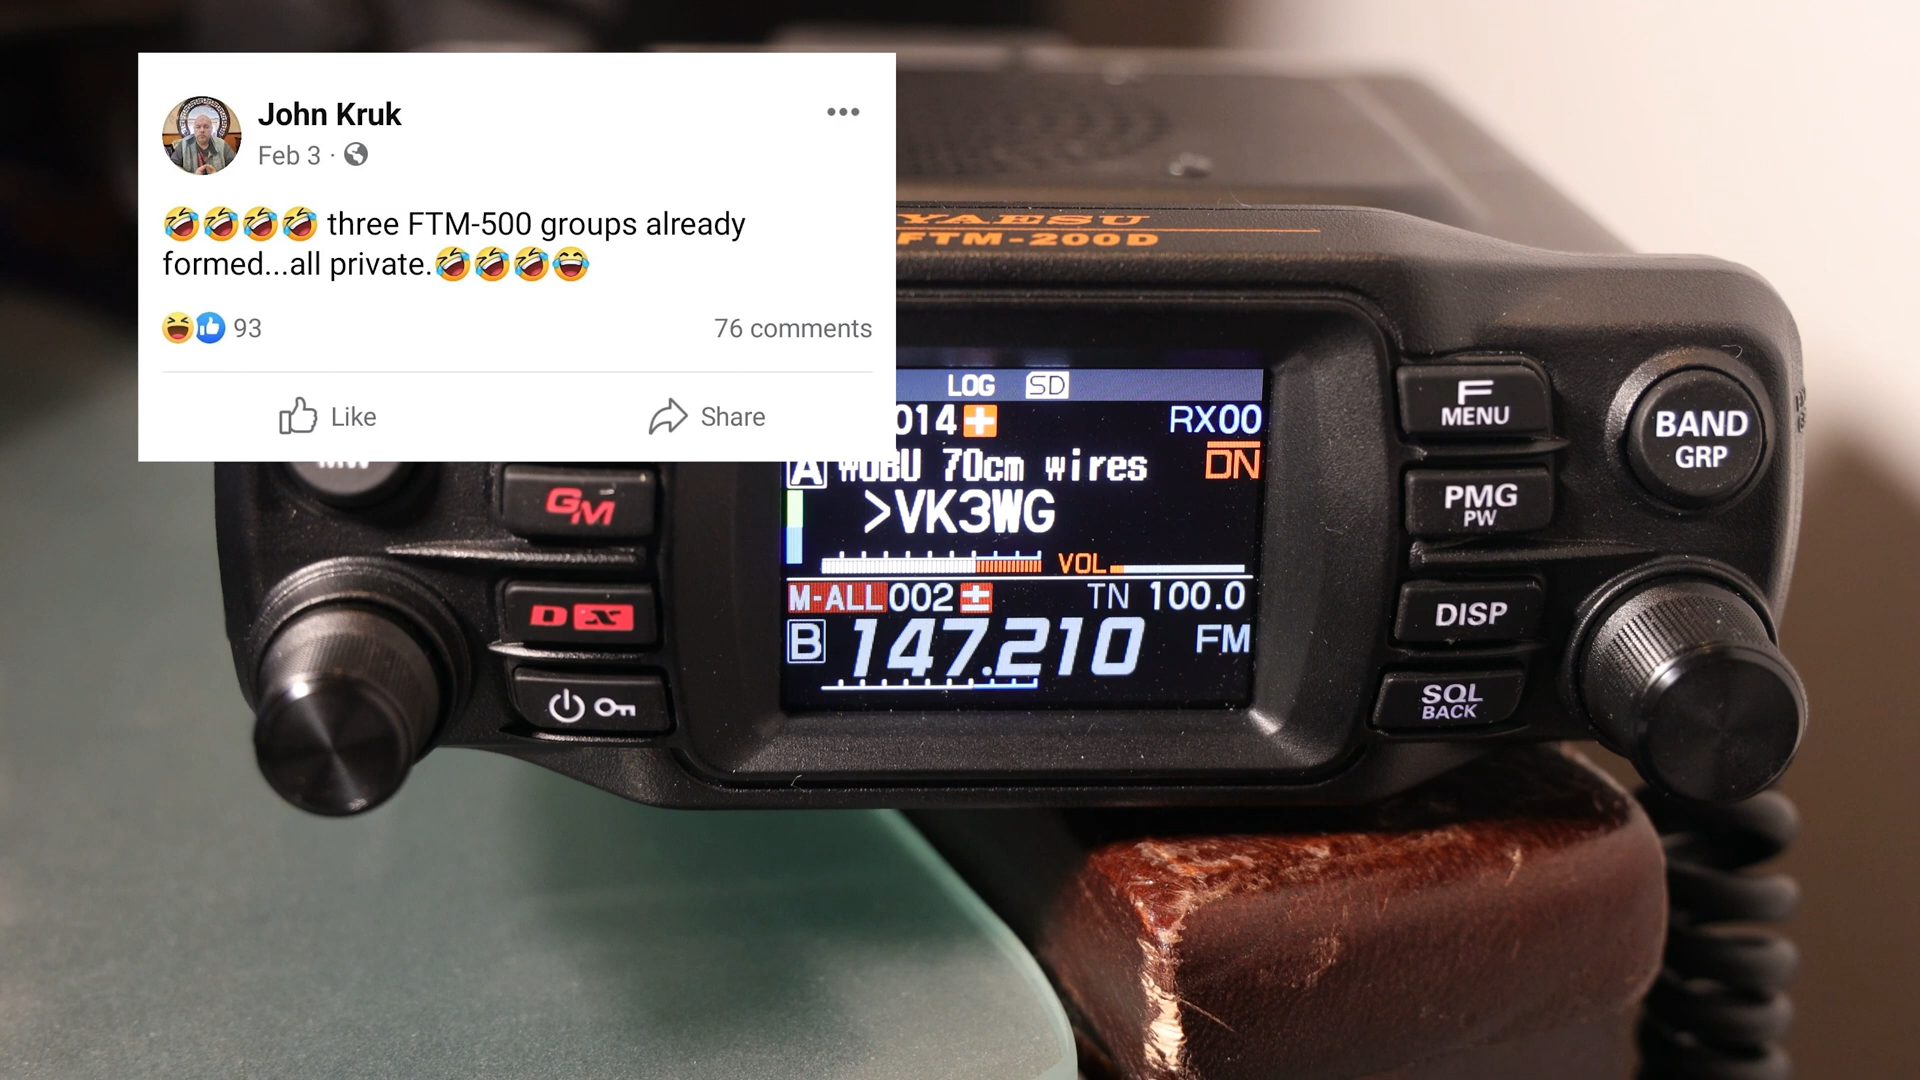 John Kruk
Feb 3 ·
🤣🤣🤣🤣 three FTM-500 groups already
formed...all private.🤣🤣🤣😂
93
76 comments
Like
Share
YAESU
FTM-200D
LOG SD
014 RX00
A W0BU 70cm wires DN
>VK3WG
VOL
M-ALL 002 TN 100.0
B 147.210 FM
GM
DX
F
MENU
BAND
GRP
PMG
PW
DISP
SQL
BACK